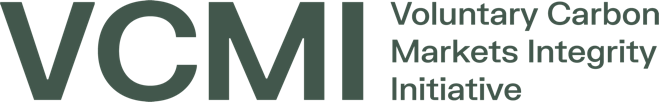 VCMI
Voluntary Carbon
Markets Integrity
Initiative